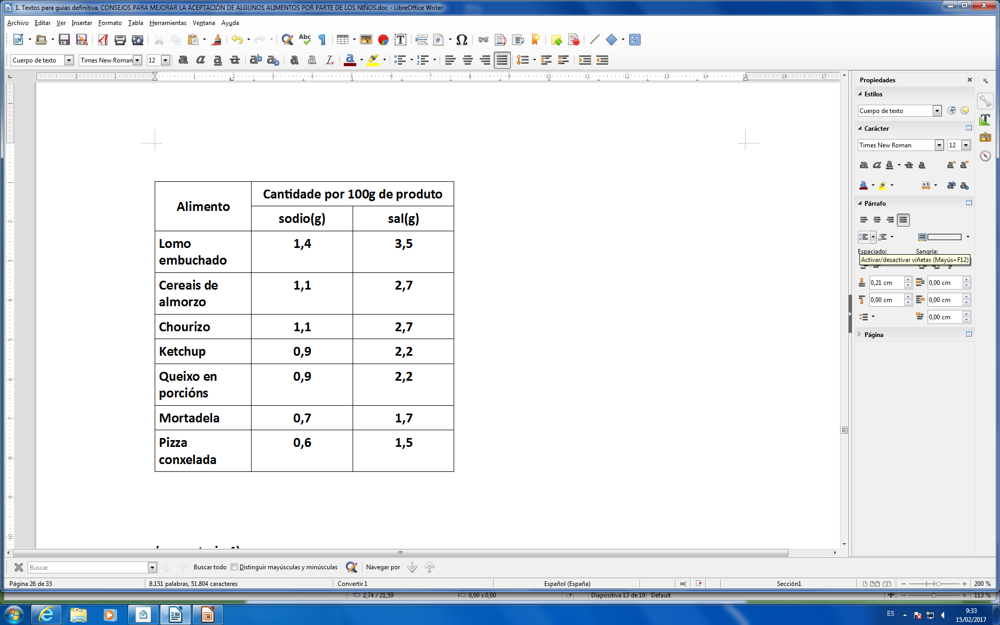 1. Textos para guias definitiva. CONSEJOS PARA MEJORAR LA ACEPTACIÓN DE ALGUNOS ALIMENTOS POR PARTE DE LOS NIÑOS.doc - LibreOffice Writer
Archivo Editar Ver Insertar Formato Tabla Herramientas Ventana Ayuda
Cuerpo de texto Times New Roman 12
Propiedades
Estilos
Cuerpo de texto
Carácter
Times New Roman 12
Párrafo
Espaciado: Sangría:
Activar/desactivar viñetas (Mayús+F12)
0,21 cm 0,00 cm
0,00 cm 0,00 cm
0,00 cm
Página
Alimento
Cantidade por 100g de produto
sodio(g) sal(g)
Lomo embuchado 1,4 3,5
Cereais de almorzo 1,1 2,7
Chourizo 1,1 2,7
Ketchup 0,9 2,2
Queixo en porcións 0,9 2,2
Mortadela 0,7 1,7
Pizza conxelada 0,6 1,5
Buscar Buscar todo Distinguir mayúsculas y minúsculas Navegar por
Página 26 de 33 8.151 palabras, 51.804 caracteres Convertir 1 Español (España) Sección1 200 %
2,74 / 21,59 0,00 x 0,00 Diapositiva 13 de 19 Default 113 %
ES 9:33
15/02/2017